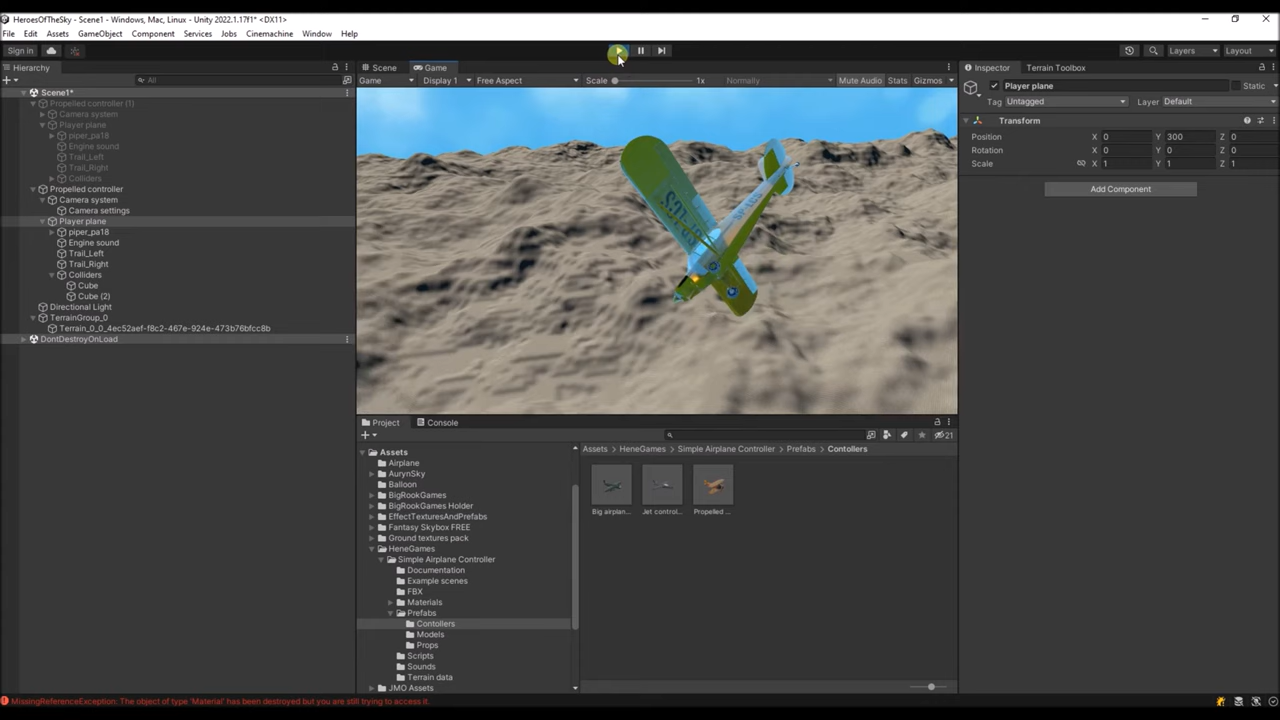 HeroesOfTheSky - Scene1 - Windows, Mac, Linux - Unity 2022.1.17f1* <DX11>
File Edit Assets GameObject Component Services Jobs Cinemachine Window Help
Sign in Layers Layout
Hierarchy
Scene Game
Inspector Terrain Toolbox
All
Game Display 1 Free Aspect Scale 1x Normally Mute Audio Stats Gizmos
Player plane Static
Tag Untagged Layer Default
Transform
Position X 0 Y 300 Z 0
Rotation X 0 Y 0 Z 0
Scale X 1 Y 1 Z 1
Add Component
Scene1*
Propelled controller (1)
Camera system
Player plane
piper_pa18
Engine sound
Trail_Left
Trail_Right
Colliders
Propelled controller
Camera system
Camera settings
Player plane
piper_pa18
Engine sound
Trail_Left
Trail_Right
Colliders
Cube
Cube (2)
Directional Light
TerrainGroup_0
Terrain_0_0_4ec52aef-f8c2-467e-924e-473b76bfcc8b
DontDestroyOnLoad
Project Console
21
Assets
Airplane
AurynSky
Balloon
BigRookGames
BigRookGames Holder
EffectTexturesAndPrefabs
Fantasy Skybox FREE
Ground textures pack
HeneGames
Simple Airplane Controller
Documentation
Example scenes
FBX
Materials
Prefabs
Contollers
Models
Props
Scripts
Sounds
Terrain data
JMO Assets
Assets HeneGames Simple Airplane Controller Prefabs Contollers
Big airplan... Jet control... Propelled ...
MissingReferenceException: The object of type 'Material' has been destroyed but you are still trying to access it.